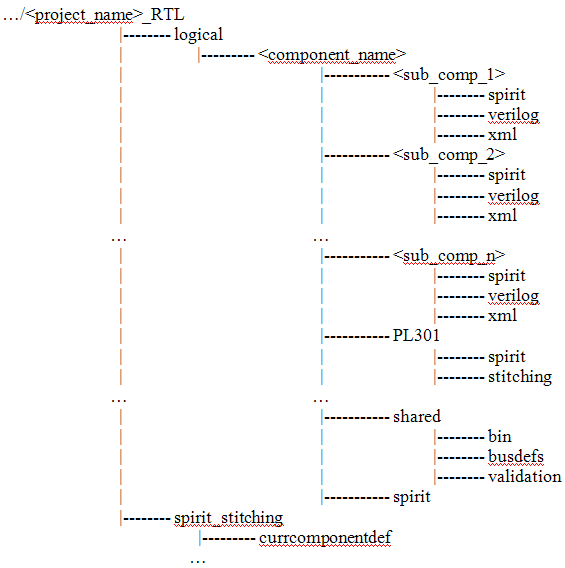 …/<project_name>_RTL
|-------- logical
|--------- <component_name>
|----------- <sub_comp_1>
|-------- spirit
|-------- verilog
|-------- xml
|----------- <sub_comp_2>
|-------- spirit
|-------- verilog
|-------- xml
… …
|----------- <sub_comp_n>
|-------- spirit
|-------- verilog
|-------- xml
|----------- PL301
|-------- spirit
|-------- stitching
… …
|----------- shared
|-------- bin
|-------- busdefs
|-------- validation
|----------- spirit
|-------- spirit_stitching
|--------- currcomponentdef
…